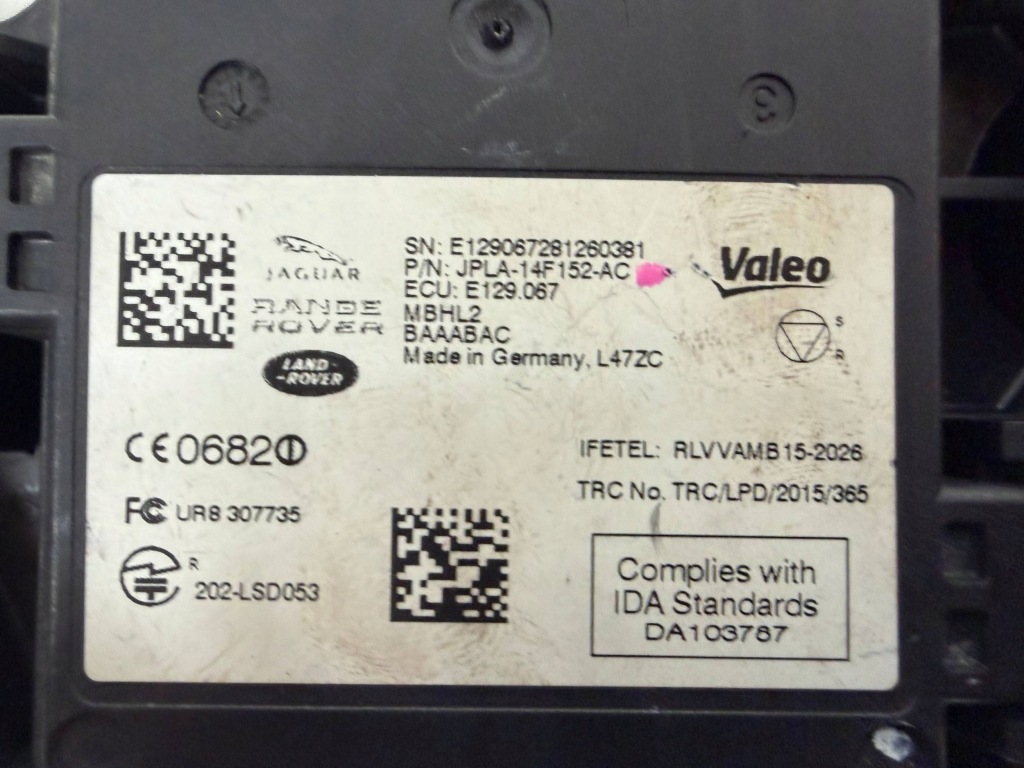 JAGUAR
RANGE
ROVER
LAND-
-ROVER
SN: E129067281260381
P/N: JPLA-14F152-AC
ECU: E129.067
MBHL2
BAAABAC
Made in Germany, L47ZC
Valeo
S
R
CE0682
FC UR8 307735
R
202-LSD053
IFETEL: RLVVAMB15-2026
TRC No. TRC/LPD/2015/365
Complies with
IDA Standards
DA103787